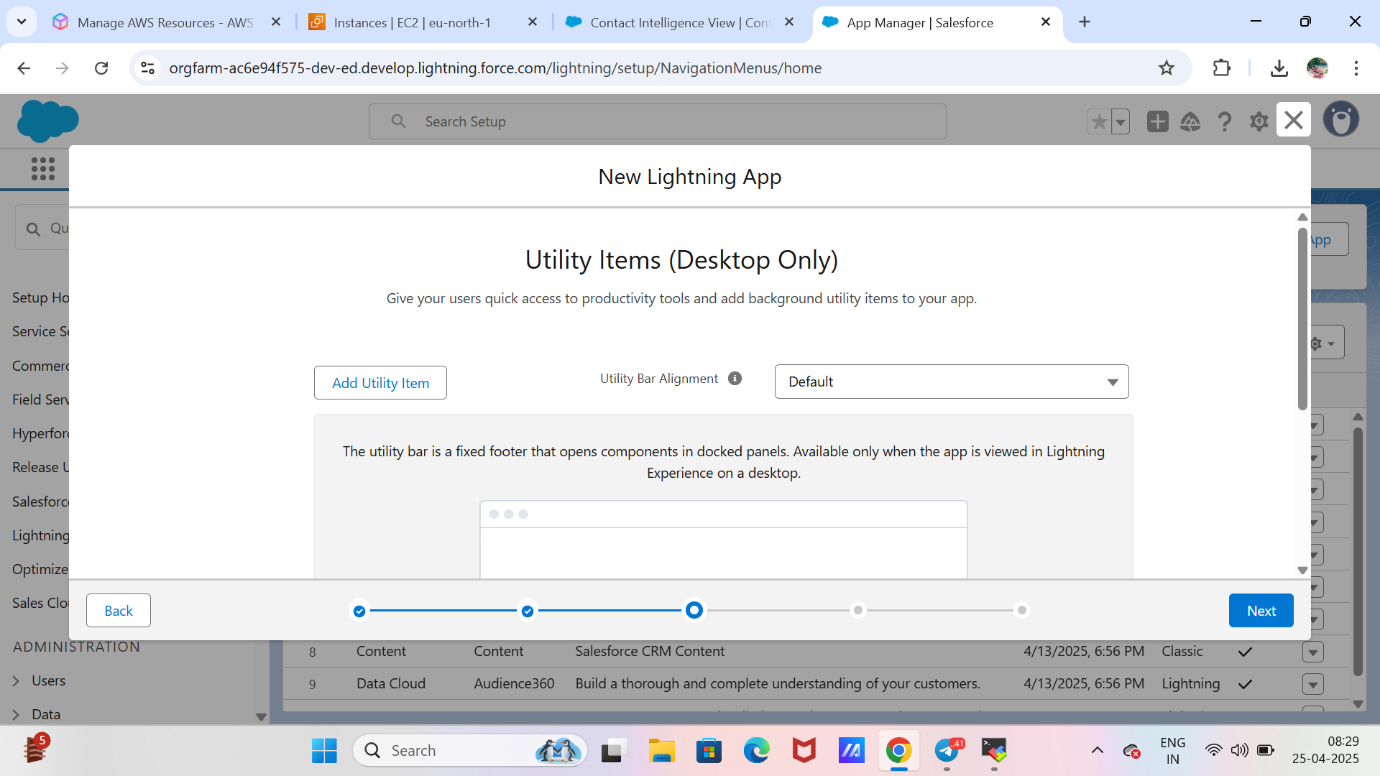 Manage AWS Resources - AWS
Instances | EC2 | eu-north-1
Contact Intelligence View | Con
App Manager | Salesforce
orgfarm-ac6e94f575-dev-ed.develop.lightning.force.com/lightning/setup/NavigationMenus/home
Search Setup
New Lightning App
Qu
App
Utility Items (Desktop Only)
Give your users quick access to productivity tools and add background utility items to your app.
Setup Ho
Service S
Commerc
Field Serv
Hyperfor
Release U
Salesforc
Lightning
Optimize
Sales Clo
Add Utility Item
Utility Bar Alignment
Default
The utility bar is a fixed footer that opens components in docked panels. Available only when the app is viewed in Lightning
Experience on a desktop.
Back
Next
ADMINISTRATION
Users
Data
8 Content Content Salesforce CRM Content 4/13/2025, 6:56 PM Classic
9 Data Cloud Audience360 Build a thorough and complete understanding of your customers. 4/13/2025, 6:56 PM Lightning
5
Search
41
ENG
IN
08:29
25-04-2025